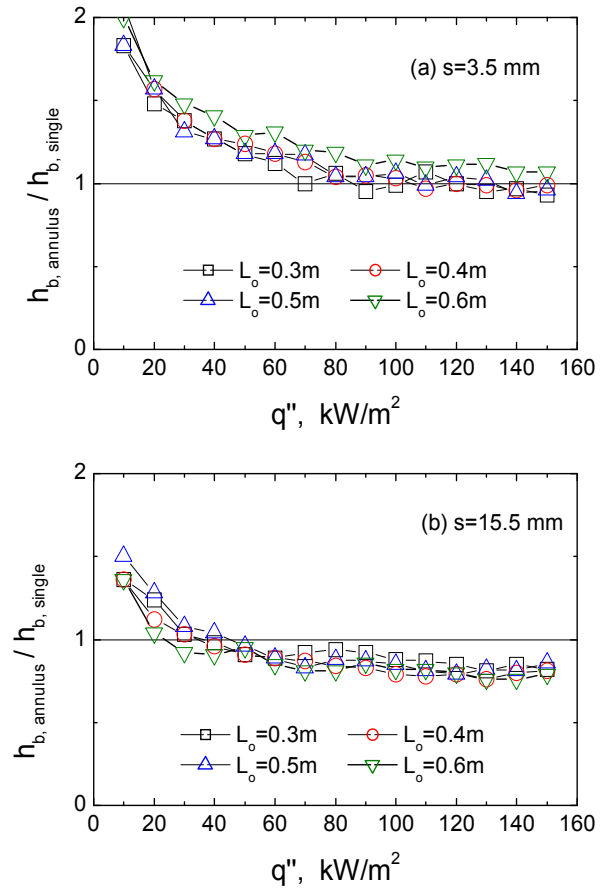 2
(a) s=3.5 mm
h_b, annulus / h_b, single
1
L_o=0.3m L_o=0.4m
L_o=0.5m L_o=0.6m
0
0 20 40 60 80 100 120 140 160
q", kW/m²
2
(b) s=15.5 mm
h_b, annulus / h_b, single
1
L_o=0.3m L_o=0.4m
L_o=0.5m L_o=0.6m
0
0 20 40 60 80 100 120 140 160
q", kW/m²